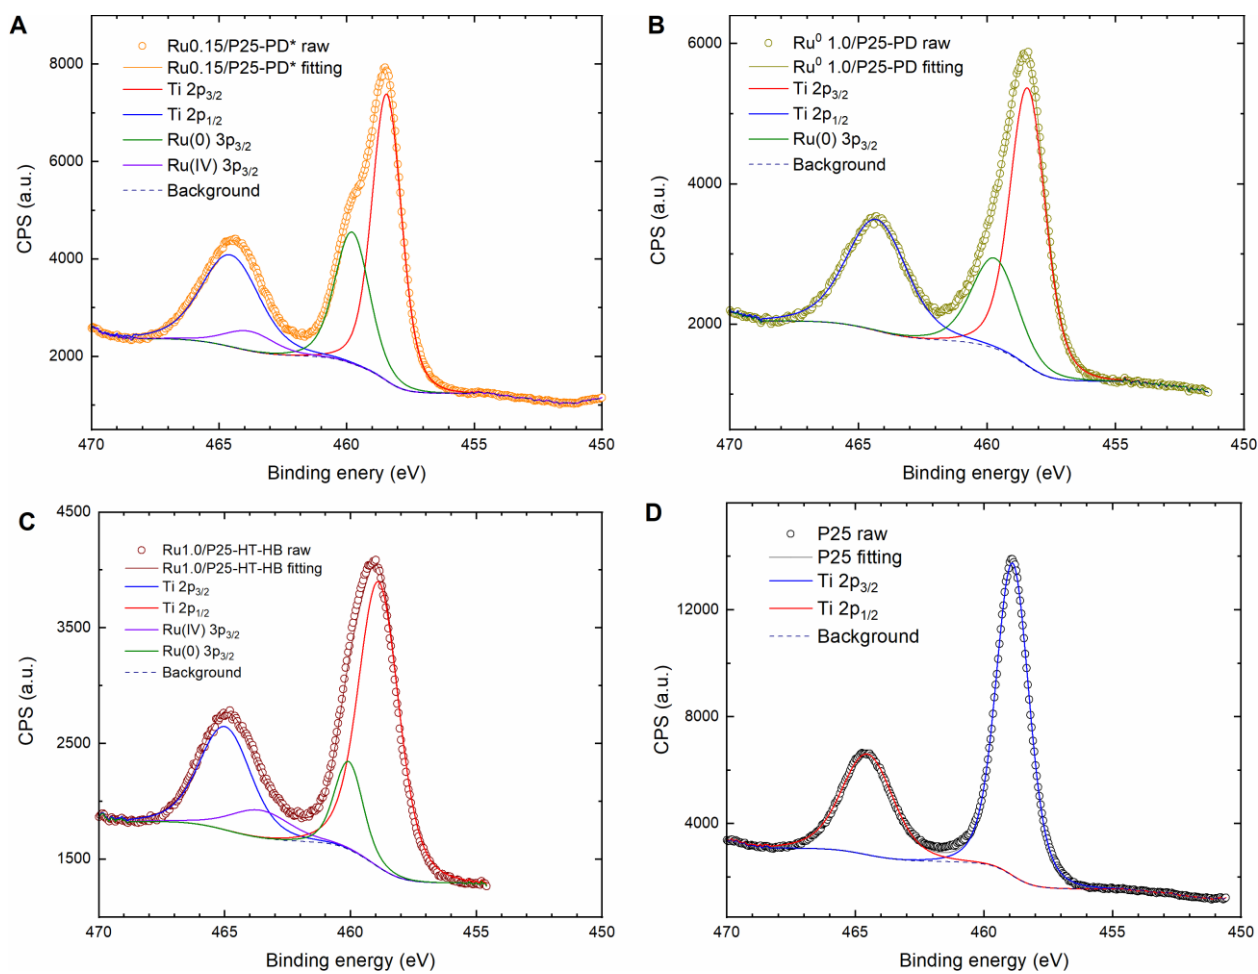 A
Ru0.15/P25-PD* raw
Ru0.15/P25-PD* fitting
Ti 2p3/2
Ti 2p1/2
Ru(0) 3p3/2
Ru(IV) 3p3/2
Background
8000
6000
4000
2000
CPS (a.u.)
470
465
460
455
450
Binding enery (eV)
B
Ru0 1.0/P25-PD raw
Ru0 1.0/P25-PD fitting
Ti 2p3/2
Ti 2p1/2
Ru(0) 3p3/2
Background
6000
4000
2000
CPS (a.u.)
470
465
460
455
450
Binding energy (eV)
C
Ru1.0/P25-HT-HB raw
Ru1.0/P25-HT-HB fitting
Ti 2p3/2
Ti 2p1/2
Ru(IV) 3p3/2
Ru(0) 3p3/2
Background
4500
3500
2500
1500
CPS (a.u.)
470
465
460
455
450
Binding energy (eV)
D
P25 raw
P25 fitting
Ti 2p3/2
Ti 2p1/2
Background
12000
8000
4000
CPS (a.u.)
470
465
460
455
450
Binding energy (eV)